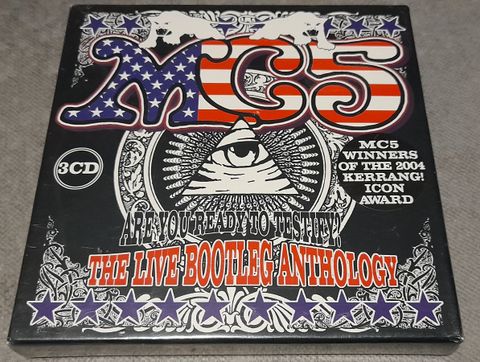 MC5
3CD
MC5
WINNERS
OF THE 2004
KERRANG!
ICON
AWARD
ARE YOU READY TO TESTIFY?
THE LIVE BOOTLEG ANTHOLOGY